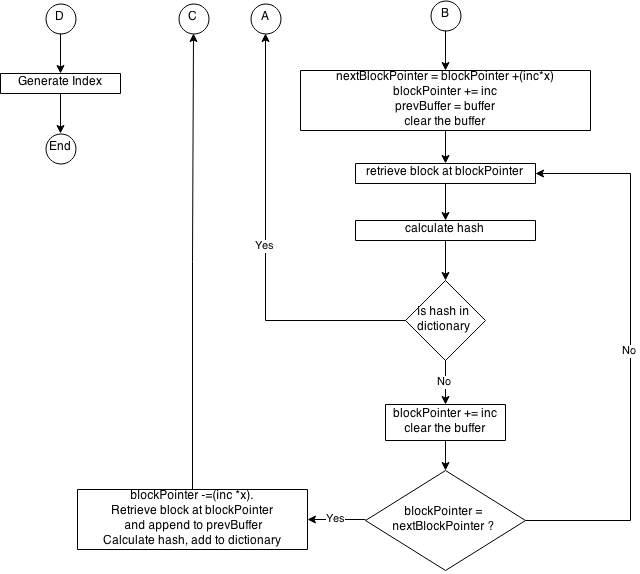 D
C
A
B
Generate Index
End
nextBlockPointer = blockPointer +(inc*x)
blockPointer += inc
prevBuffer = buffer
clear the buffer
retrieve block at blockPointer
calculate hash
Yes
Is hash in
dictionary
No
No
blockPointer += inc
clear the buffer
blockPointer =
nextBlockPointer ?
Yes
blockPointer -=(inc *x).
Retrieve block at blockPointer
and append to prevBuffer
Calculate hash, add to dictionary